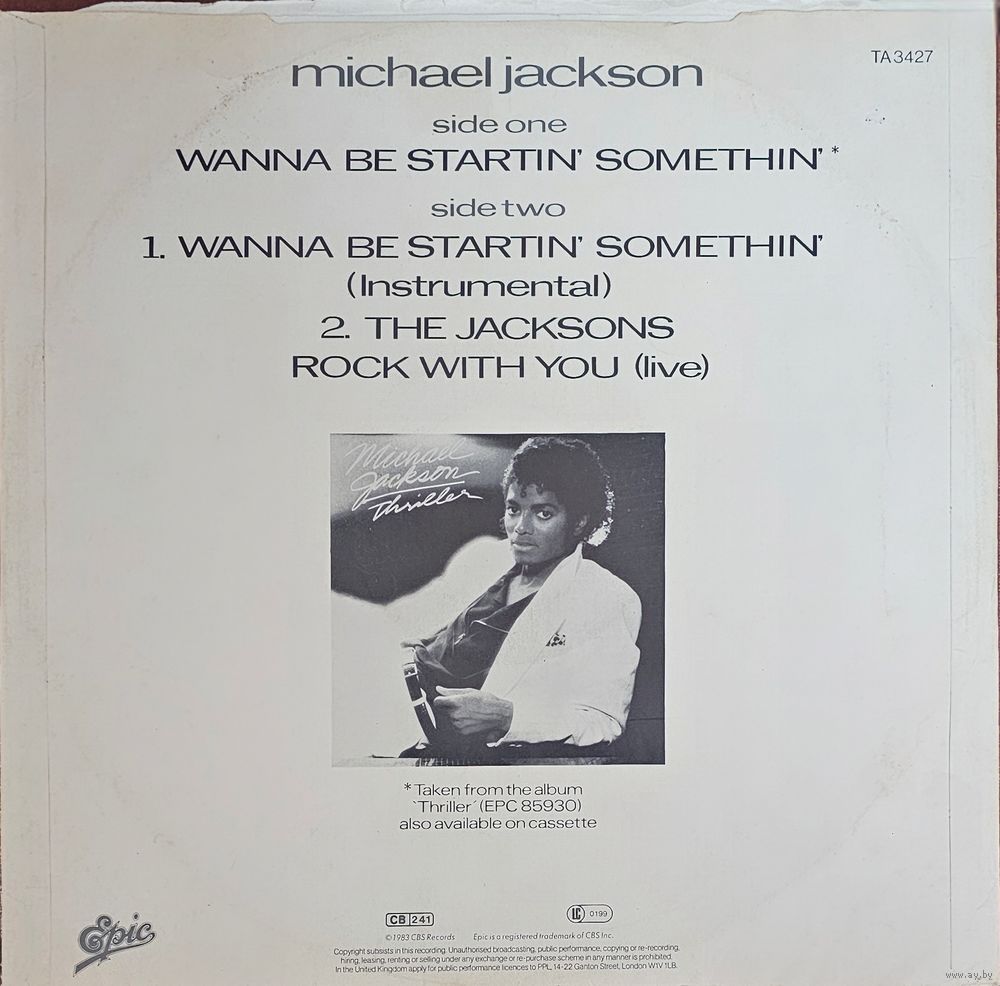 michael jackson
TA 3427
side one
WANNA BE STARTIN' SOMETHIN'*
side two
1. WANNA BE STARTIN' SOMETHIN'
(Instrumental)
2. THE JACKSONS
ROCK WITH YOU (live)
Michael
Jackson
Thriller
*Taken from the album
`Thriller´ (EPC 85930)
also available on cassette
CB 241
LC 0199
Epic
©1983 CBS Records Epic is a registered trademark of CBS Inc.
Copyright subsists in this recording. Unauthorised broadcasting, public performance, copying or re-recording,
hiring, leasing, renting or selling under any exchange or re-purchase scheme in any manner is prohibited.
In the United Kingdom apply for public performance licences to PPL, 14-22 Ganton Street, London W1V 1LB.
www.ay.by